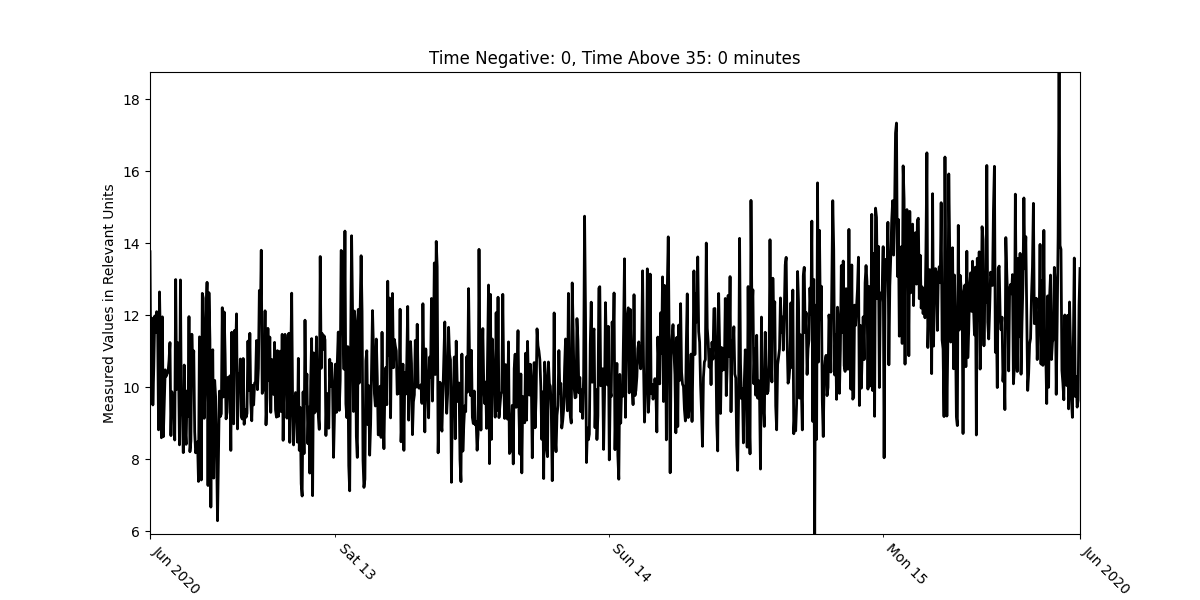 Time Negative: 0, Time Above 35: 0 minutes
Measured Values in Relevant Units
18
16
14
12
10
8
6
Jun 2020
Sat 13
Sun 14
Mon 15
Jun 2020